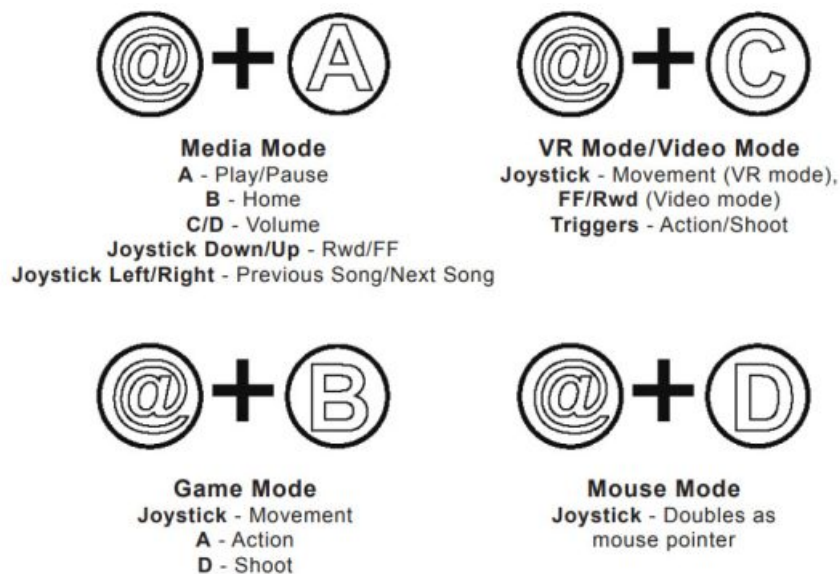 @ + A
Media Mode
A - Play/Pause
B - Home
C/D - Volume
Joystick Down/Up - Rwd/FF
Joystick Left/Right - Previous Song/Next Song
@ + C
VR Mode/Video Mode
Joystick - Movement (VR mode),
FF/Rwd (Video mode)
Triggers - Action/Shoot
@ + B
Game Mode
Joystick - Movement
A - Action
D - Shoot
@ + D
Mouse Mode
Joystick - Doubles as
mouse pointer